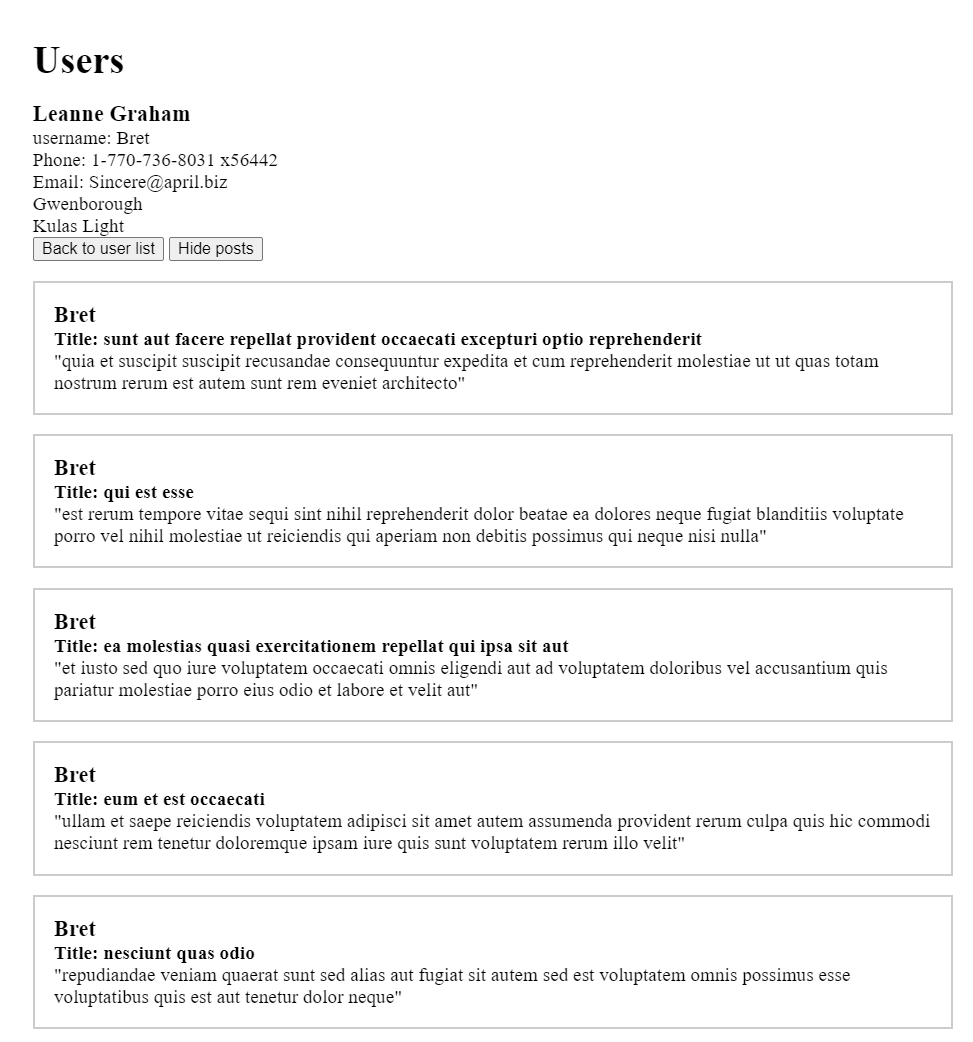 Users
Leanne Graham
username: Bret
Phone: 1-770-736-8031 x56442
Email: Sincere@april.biz
Gwenborough
Kulas Light
Back to user list Hide posts
Bret
Title: sunt aut facere repellat provident occaecati excepturi optio reprehenderit
"quia et suscipit suscipit recusandae consequuntur expedita et cum reprehenderit molestiae ut ut quas totam
nostrum rerum est autem sunt rem eveniet architecto"
Bret
Title: qui est esse
"est rerum tempore vitae sequi sint nihil reprehenderit dolor beatae ea dolores neque fugiat blanditiis voluptate
porro vel nihil molestiae ut reiciendis qui aperiam non debitis possimus qui neque nisi nulla"
Bret
Title: ea molestias quasi exercitationem repellat qui ipsa sit aut
"et iusto sed quo iure voluptatem occaecati omnis eligendi aut ad voluptatem doloribus vel accusantium quis
pariatur molestiae porro eius odio et labore et velit aut"
Bret
Title: eum et est occaecati
"ullam et saepe reiciendis voluptatem adipisci sit amet autem assumenda provident rerum culpa quis hic commodi
nesciunt rem tenetur doloremque ipsam iure quis sunt voluptatem rerum illo velit"
Bret
Title: nesciunt quas odio
"repudiandae veniam quaerat sunt sed alias aut fugiat sit autem sed est voluptatem omnis possimus esse
voluptatibus quis est aut tenetur dolor neque"